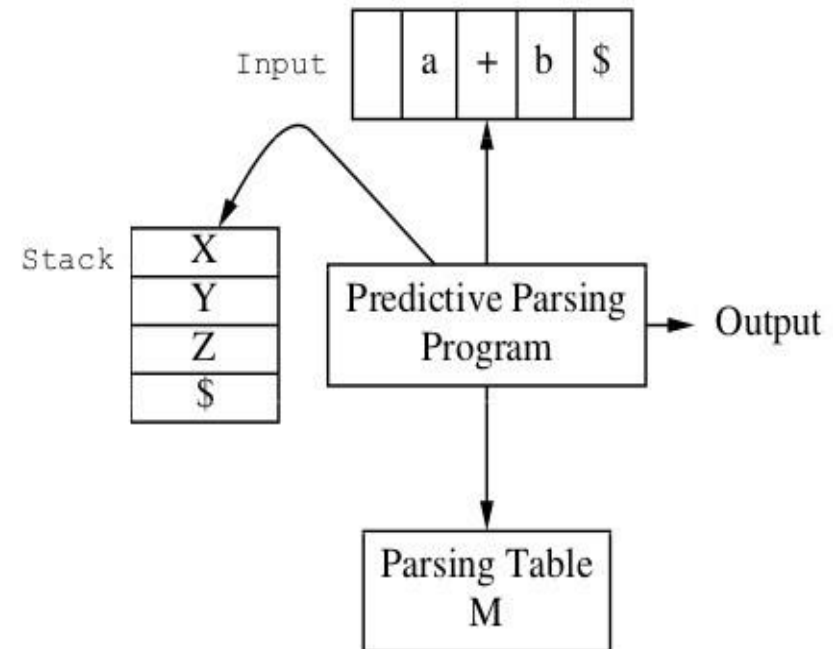 Input
a + b $
Stack
X
Y
Z
$
Predictive Parsing
Program
Output
Parsing Table
M